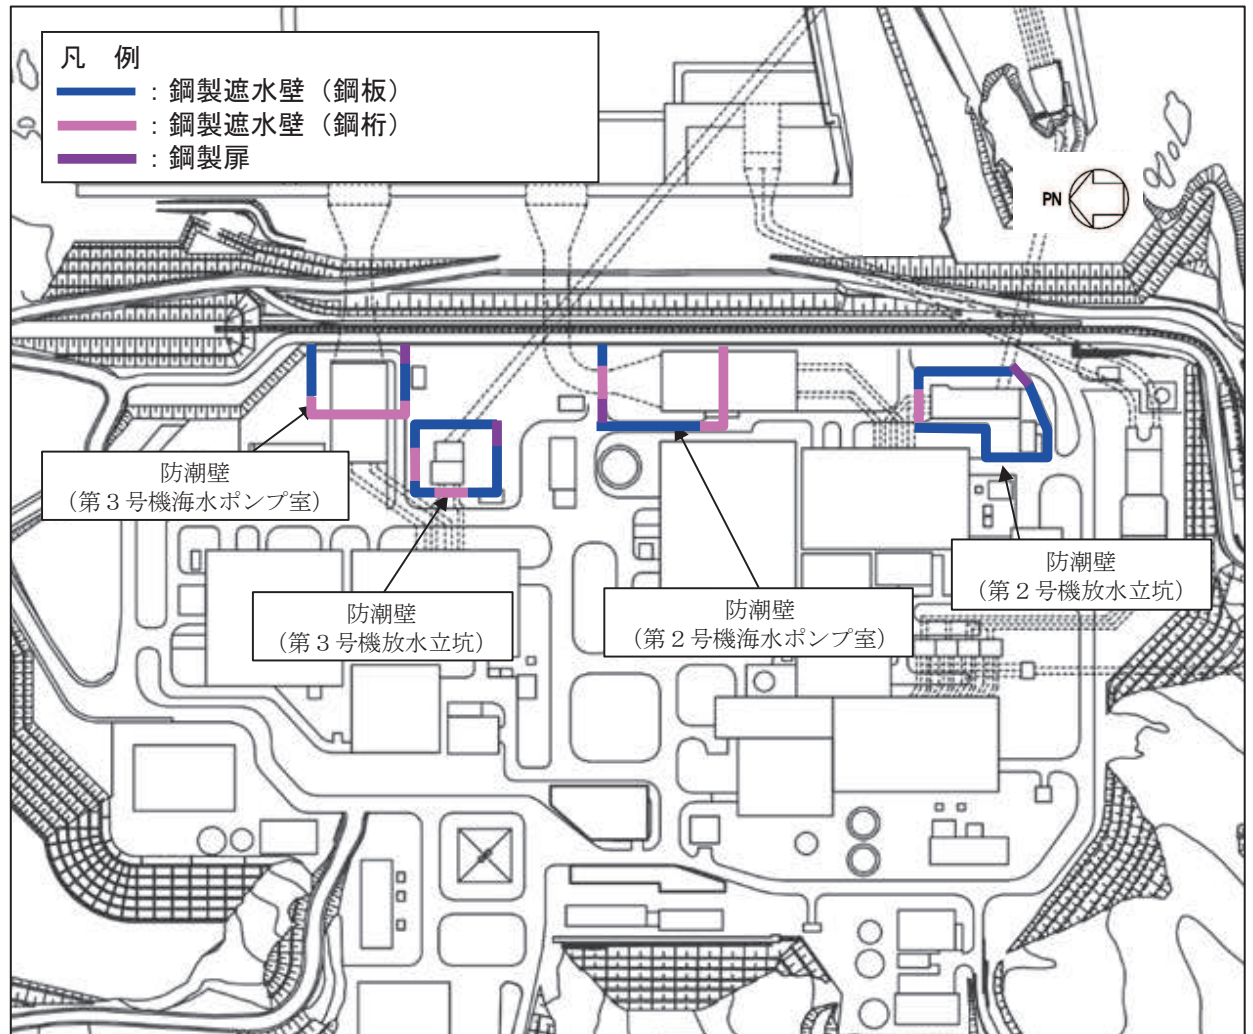 凡 例
：鋼製遮水壁（鋼板）
：鋼製遮水壁（鋼桁）
：鋼製扉
PN
防潮壁
（第３号機海水ポンプ室）
防潮壁
（第３号機放水立坑）
防潮壁
（第２号機海水ポンプ室）
防潮壁
（第２号機放水立坑）